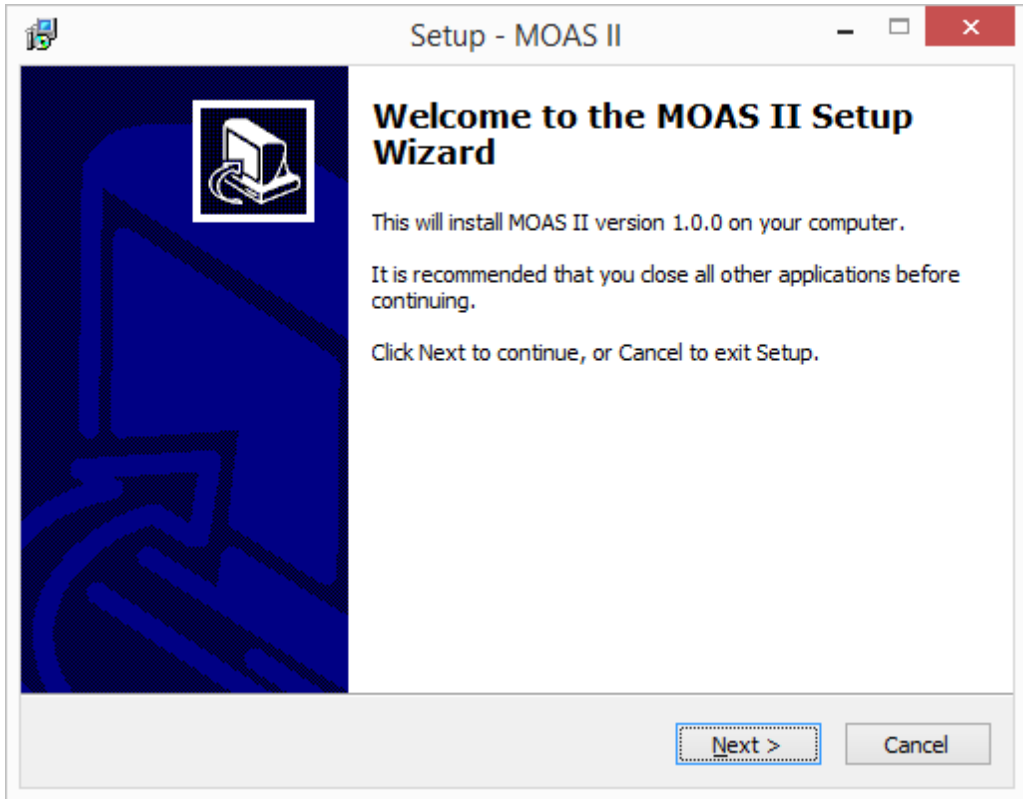 Setup - MOAS II
Welcome to the MOAS II Setup
Wizard
This will install MOAS II version 1.0.0 on your computer.
It is recommended that you close all other applications before
continuing.
Click Next to continue, or Cancel to exit Setup.
Next >
Cancel